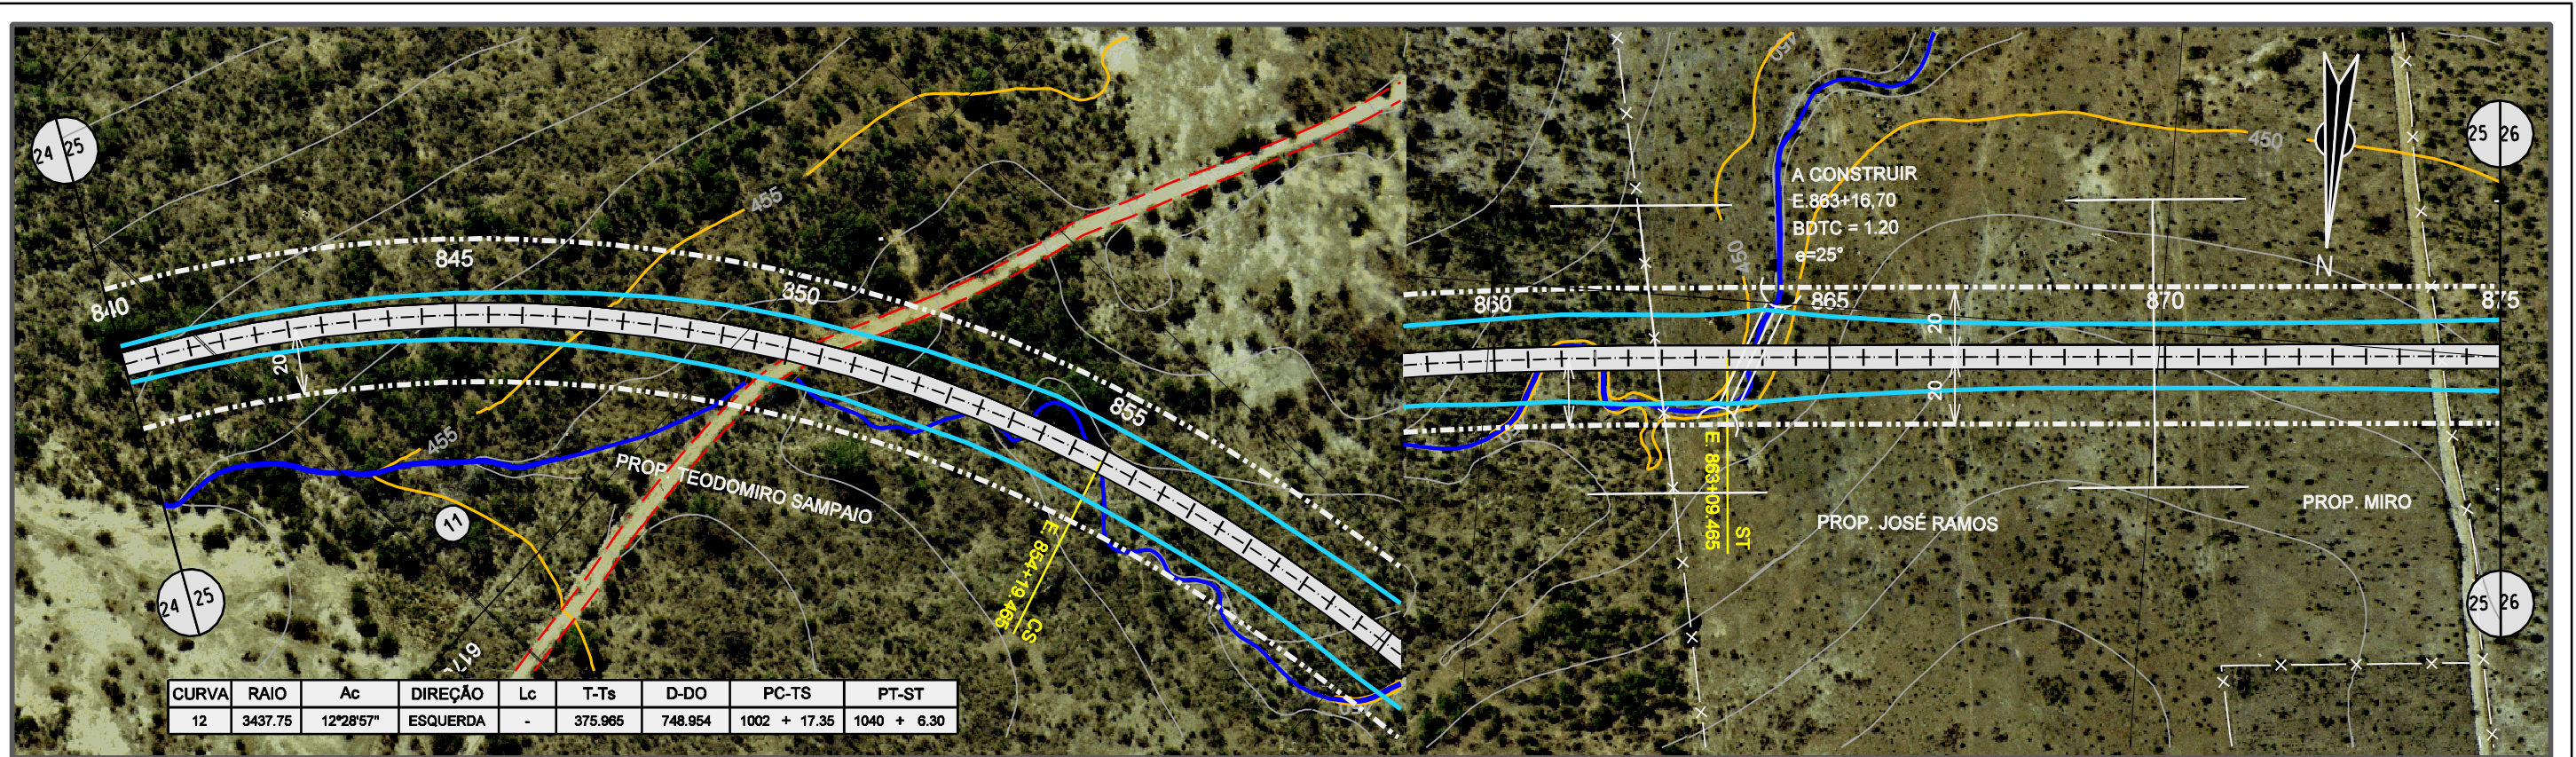 24 25
840
845
850
855
455
455
20
11
24 25
PROP. TEODOMIRO SAMPAIO
E 854+19.465
CS
CURVA RAIO Ac DIREÇÃO Lc T-Ts D-DO PC-TS PT-ST
12 3437.75 12°28'57" ESQUERDA - 375.965 748.954 1002 + 17.35 1040 + 6.30
450
450
450
A CONSTRUIR
E.863+16,70
BDTC = 1.20
e=25°
N
25 26
860
865
870
875
20
20
E 863+09.465
ST
PROP. JOSÉ RAMOS
PROP. MIRO
25 26